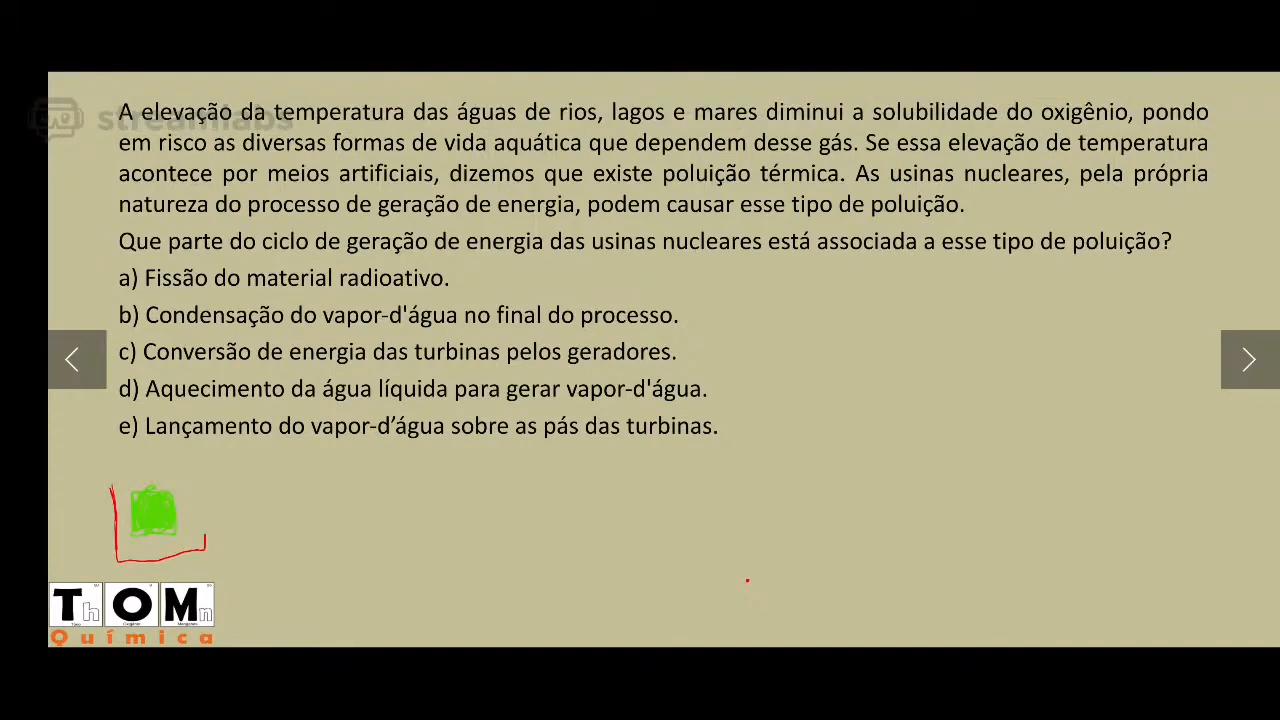 streamlabs
A elevação da temperatura das águas de rios, lagos e mares diminui a solubilidade do oxigênio, pondo
em risco as diversas formas de vida aquática que dependem desse gás. Se essa elevação de temperatura
acontece por meios artificiais, dizemos que existe poluição térmica. As usinas nucleares, pela própria
natureza do processo de geração de energia, podem causar esse tipo de poluição.
Que parte do ciclo de geração de energia das usinas nucleares está associada a esse tipo de poluição?
a) Fissão do material radioativo.
b) Condensação do vapor-d'água no final do processo.
c) Conversão de energia das turbinas pelos geradores.
d) Aquecimento da água líquida para gerar vapor-d'água.
e) Lançamento do vapor-d’água sobre as pás das turbinas.
Th O Mn
Química